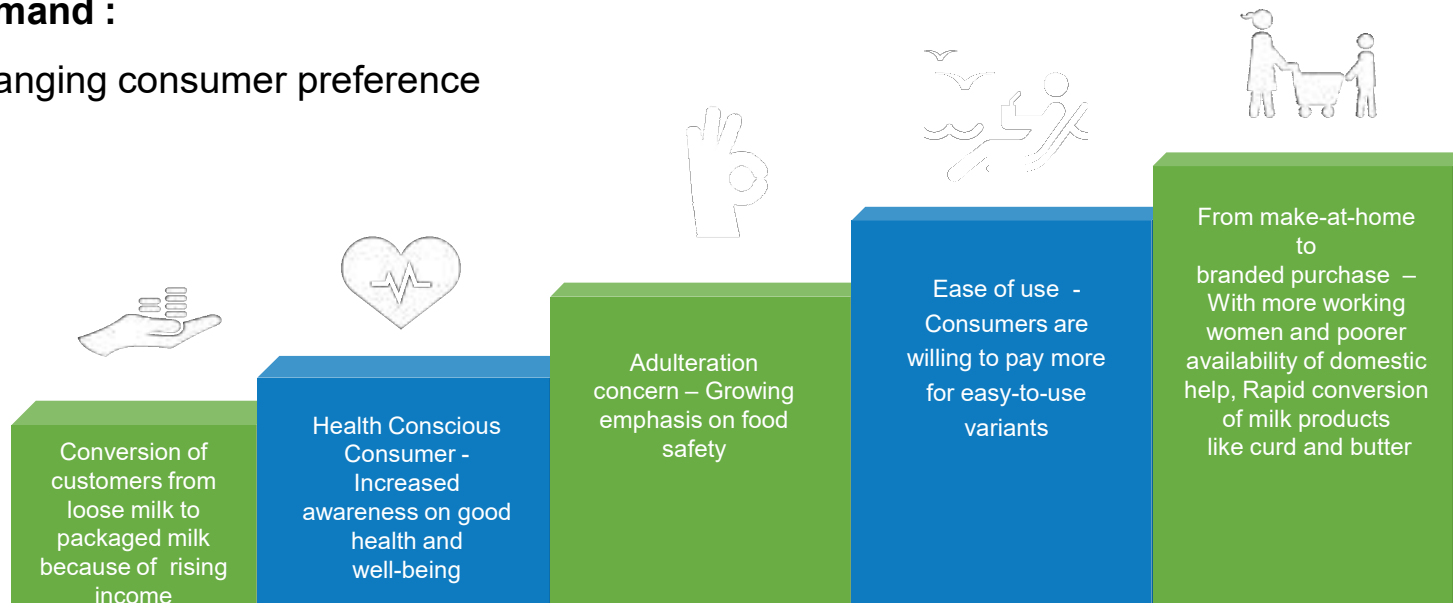 mand :
anging consumer preference
Conversion of
customers from
loose milk to
packaged milk
because of rising
income
Health Conscious
Consumer -
Increased
awareness on good
health and
well-being
Adulteration
concern – Growing
emphasis on food
safety
Ease of use -
Consumers are
willing to pay more
for easy-to-use
variants
From make-at-home
to
branded purchase –
With more working
women and poorer
availability of domestic
help, Rapid conversion
of milk products
like curd and butter